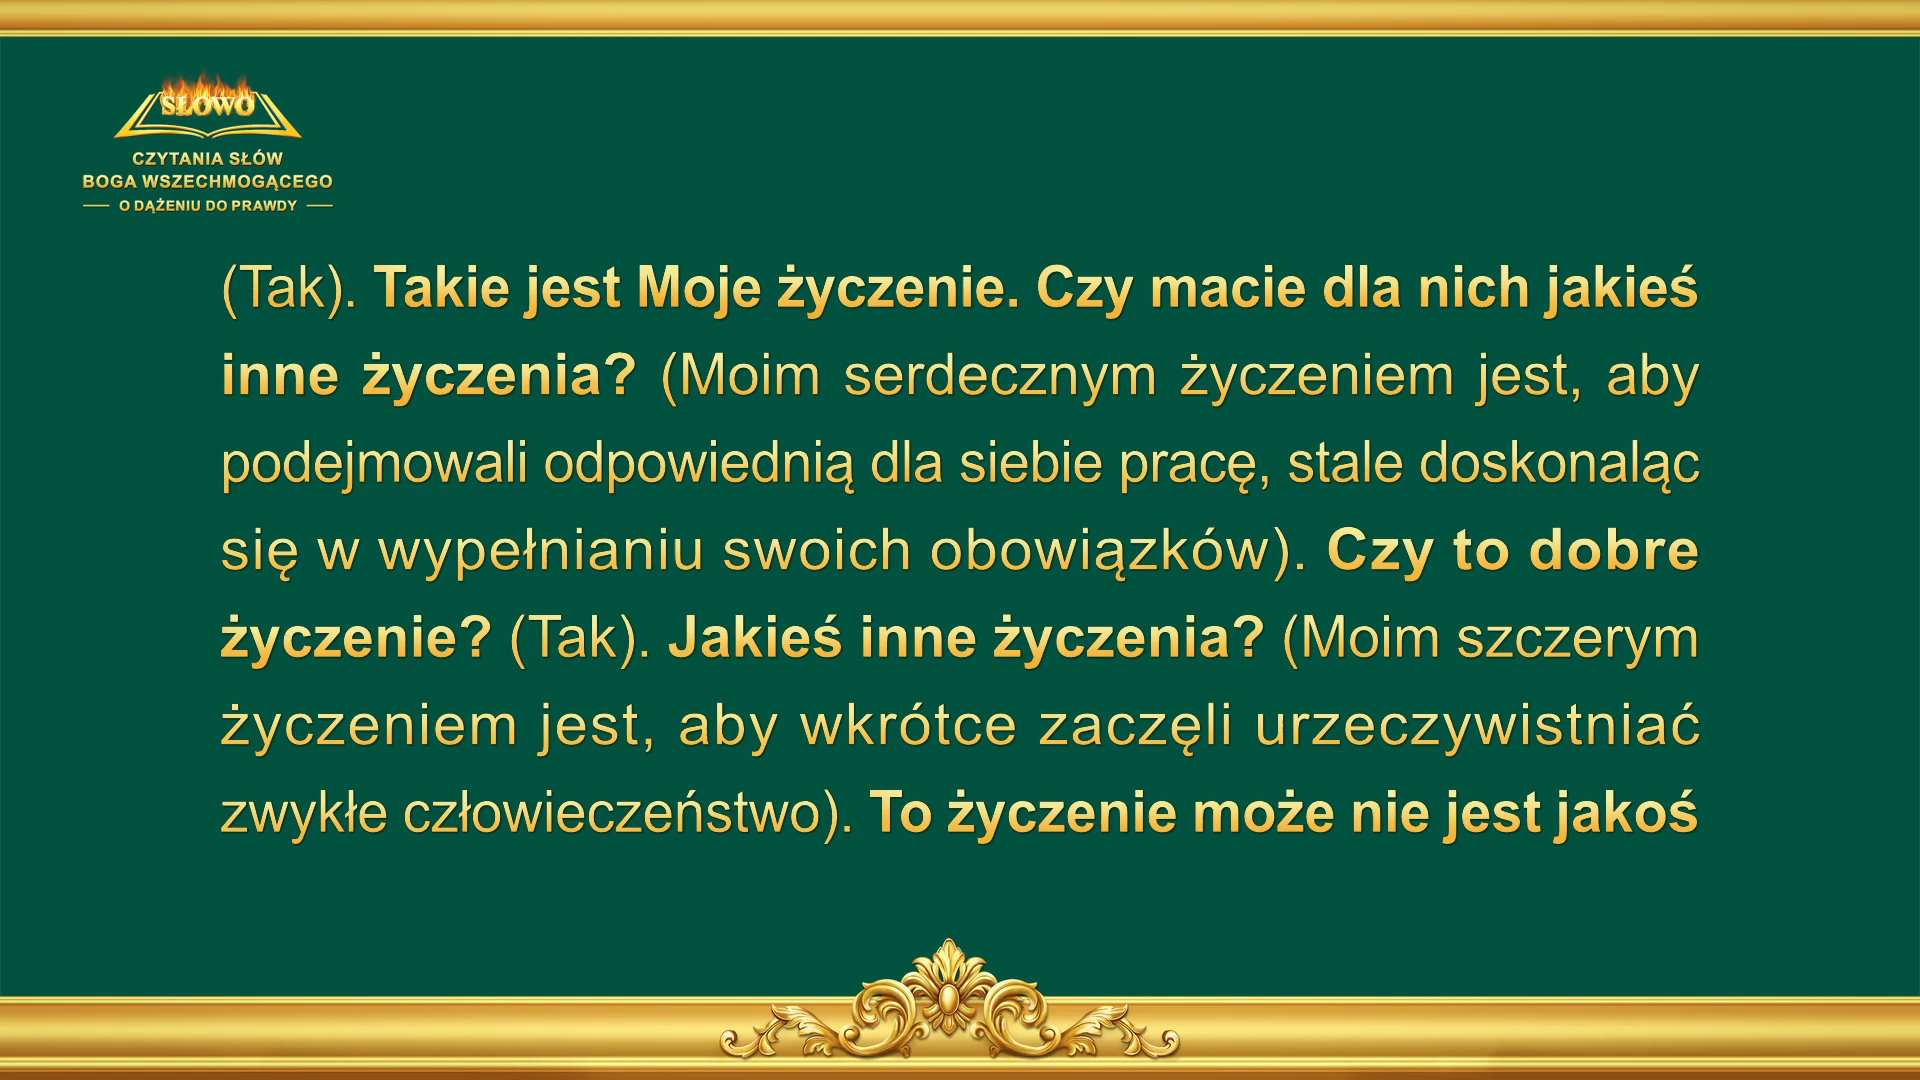 SŁOWO
CZYTANIA SŁÓW
BOGA WSZECHMOGĄCEGO
O DĄŻENIU DO PRAWDY
(Tak). Takie jest Moje życzenie. Czy macie dla nich jakieś
inne życzenia? (Moim serdecznym życzeniem jest, aby
podejmowali odpowiednią dla siebie pracę, stale doskonaląc
się w wypełnianiu swoich obowiązków). Czy to dobre
życzenie? (Tak). Jakieś inne życzenia? (Moim szczerym
życzeniem jest, aby wkrótce zaczęli urzeczywistniać
zwykłe człowieczeństwo). To życzenie może nie jest jakoś